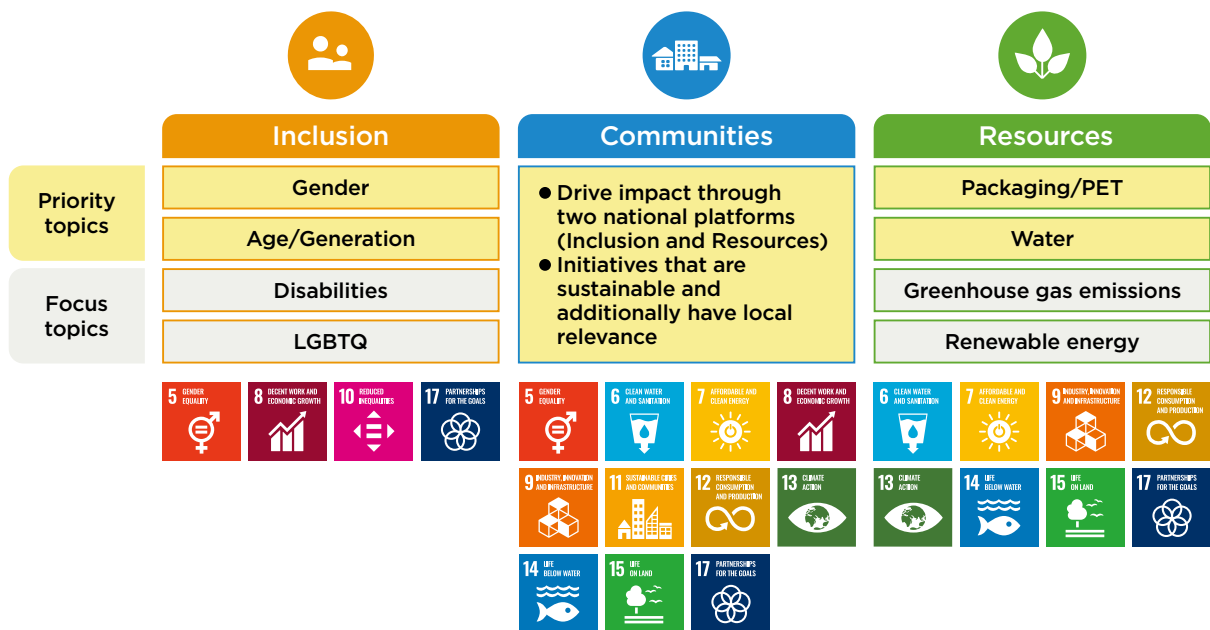 Inclusion
Communities
Resources
Priority
topics
Focus
topics
Gender
Age/Generation
Disabilities
LGBTQ
● Drive impact through
two national platforms
(Inclusion and Resources)
● Initiatives that are
sustainable and
additionally have local
relevance
Packaging/PET
Water
Greenhouse gas emissions
Renewable energy
5 GENDER
EQUALITY
8 DECENT WORK AND
ECONOMIC GROWTH
10 REDUCED
INEQUALITIES
17 PARTNERSHIPS
FOR THE GOALS
5 GENDER
EQUALITY
6 CLEAN WATER
AND SANITATION
7 AFFORDABLE AND
CLEAN ENERGY
8 DECENT WORK AND
ECONOMIC GROWTH
9 INDUSTRY, INNOVATION
AND INFRASTRUCTURE
11 SUSTAINABLE CITIES
AND COMMUNITIES
12 RESPONSIBLE
CONSUMPTION
AND PRODUCTION
13 CLIMATE
ACTION
14 LIFE
BELOW WATER
15 LIFE
ON LAND
17 PARTNERSHIPS
FOR THE GOALS
6 CLEAN WATER
AND SANITATION
7 AFFORDABLE AND
CLEAN ENERGY
9 INDUSTRY, INNOVATION
AND INFRASTRUCTURE
12 RESPONSIBLE
CONSUMPTION
AND PRODUCTION
13 CLIMATE
ACTION
14 LIFE
BELOW WATER
15 LIFE
ON LAND
17 PARTNERSHIPS
FOR THE GOALS